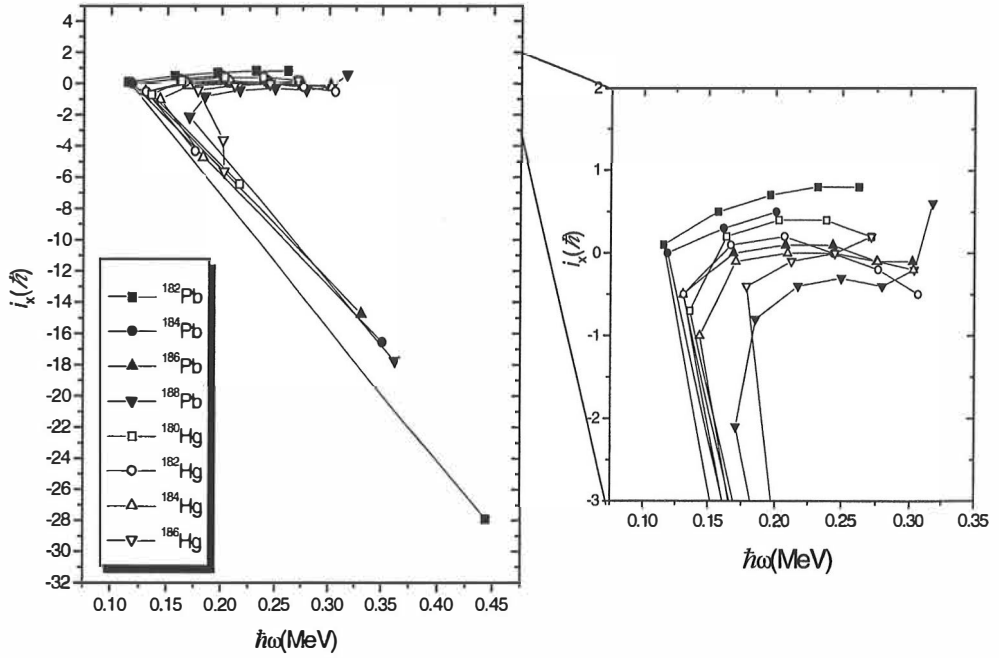 4
2
0
-2
-4
-6
-8
-10
-12
-14
-16
-18
-20
-22
-24
-26
-28
-30
-32
i_x(ℏ)
¹⁸²Pb
¹⁸⁴Pb
¹⁸⁶Pb
¹⁸⁸Pb
¹⁸⁰Hg
¹⁸²Hg
¹⁸⁴Hg
¹⁸⁶Hg
0.10 0.15 0.20 0.25 0.30 0.35 0.40 0.45
ℏω(MeV)
2
1
0
-1
-2
-3
i_x(ℏ)
0.10 0.15 0.20 0.25 0.30 0.35
ℏω(MeV)